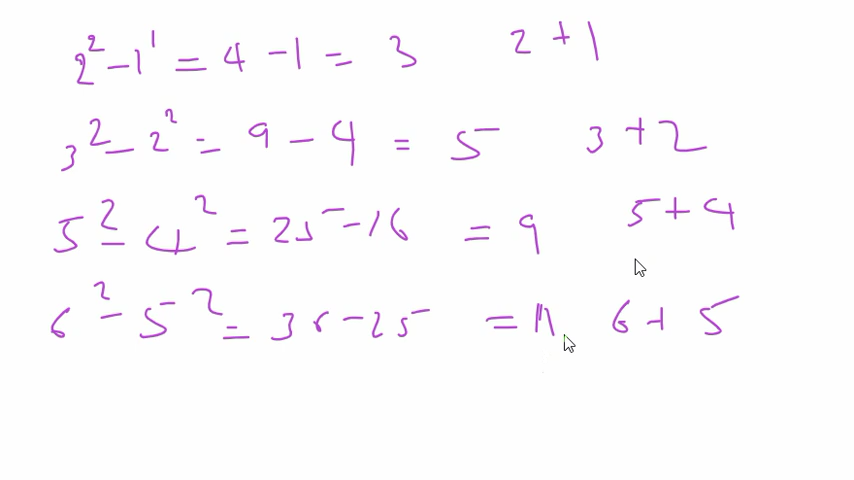 2² - 1¹ = 4 - 1 = 3 2 + 1
3² - 2² = 9 - 4 = 5 3 + 2
5² - 4² = 25 - 16 = 9 5 + 4
6² - 5² = 36 - 25 = 11 6 + 5